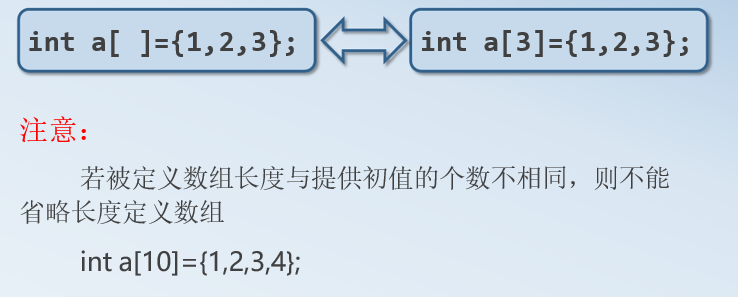 int a[ ]={1,2,3};
int a[3]={1,2,3};
注意：
若被定义数组长度与提供初值的个数不相同，则不能
省略长度定义数组
int a[10]={1,2,3,4};